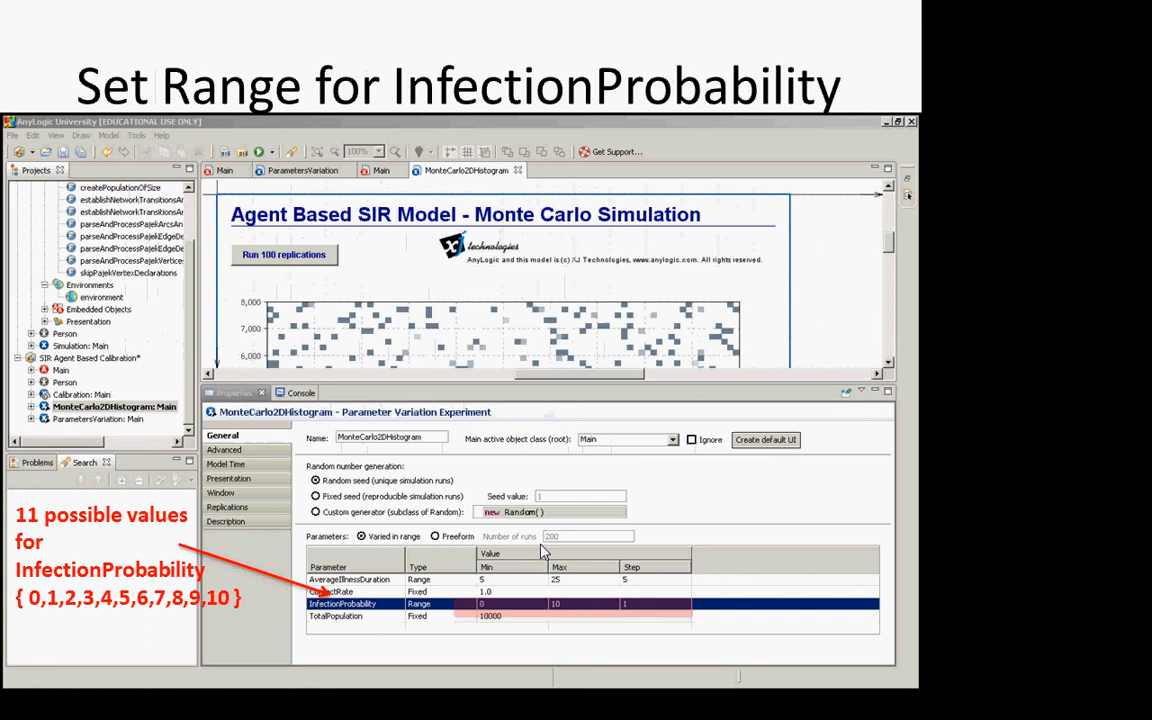 Set Range for InfectionProbability
AnyLogic University [EDUCATIONAL USE ONLY]
File Edit View Draw Model Tools Help
100% Get Support...
Projects
Main ParametersVariation Main MonteCarlo2DHistogram
createPopulationOfSize
establishNetworkTransitionsAr
establishNetworkTransitionsAr
parseAndProcessPajekArcsAn
parseAndProcessPajekEdgeDe
parseAndProcessPajekEdgeDe
parseAndProcessPajekVertice:
skipPajekVertexDeclarations
Environments
environment
Embedded Objects
Presentation
Person
Simulation: Main
SIR Agent Based Calibration*
Main
Person
Calibration: Main
MonteCarlo2DHistogram: Main
ParametersVariation: Main
Agent Based SIR Model - Monte Carlo Simulation
Run 100 replications
xj technologies
AnyLogic and this model is (c) XJ Technologies, www.anylogic.com. All rights reserved.
8,000
7,000
6,000
Problems Search
11 possible values
for
InfectionProbability
{ 0,1,2,3,4,5,6,7,8,9,10 }
Properties Console
MonteCarlo2DHistogram - Parameter Variation Experiment
General
Advanced
Model Time
Presentation
Window
Replications
Description
Name: MonteCarlo2DHistogram Main active object class (root): Main Ignore Create default UI
Random number generation:
Random seed (unique simulation runs)
Fixed seed (reproducible simulation runs) Seed value: 1
Custom generator (subclass of Random): new Random()
Parameters: Varied in range Freeform Number of runs 200
Value
Parameter Type Min Max Step
AverageIllnessDuration Range 5 25 5
ContactRate Fixed 1.0
InfectionProbability Range 0 10 1
TotalPopulation Fixed 10000